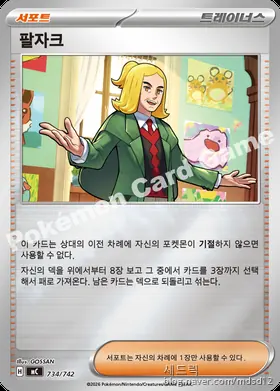 서포트
트레이너스
팔자크
Pokémon Card Game
이 카드는 상대의 이전 차례에 자신의 포켓몬이 기절하지 않으면
사용할 수 없다.
자신의 덱을 위에서부터 8장 보고 그 중에서 카드를 3장까지 선택
해서 패로 가져온다. 남은 카드는 덱으로 되돌리고 섞는다.
Illus. GOSSAN
H mC 734/742
서포트는 자신의 차례에 1장만 사용할 수 있다.
©2026 Pokémon/Nintendo/Creatures/GAME FREAK
세드릭